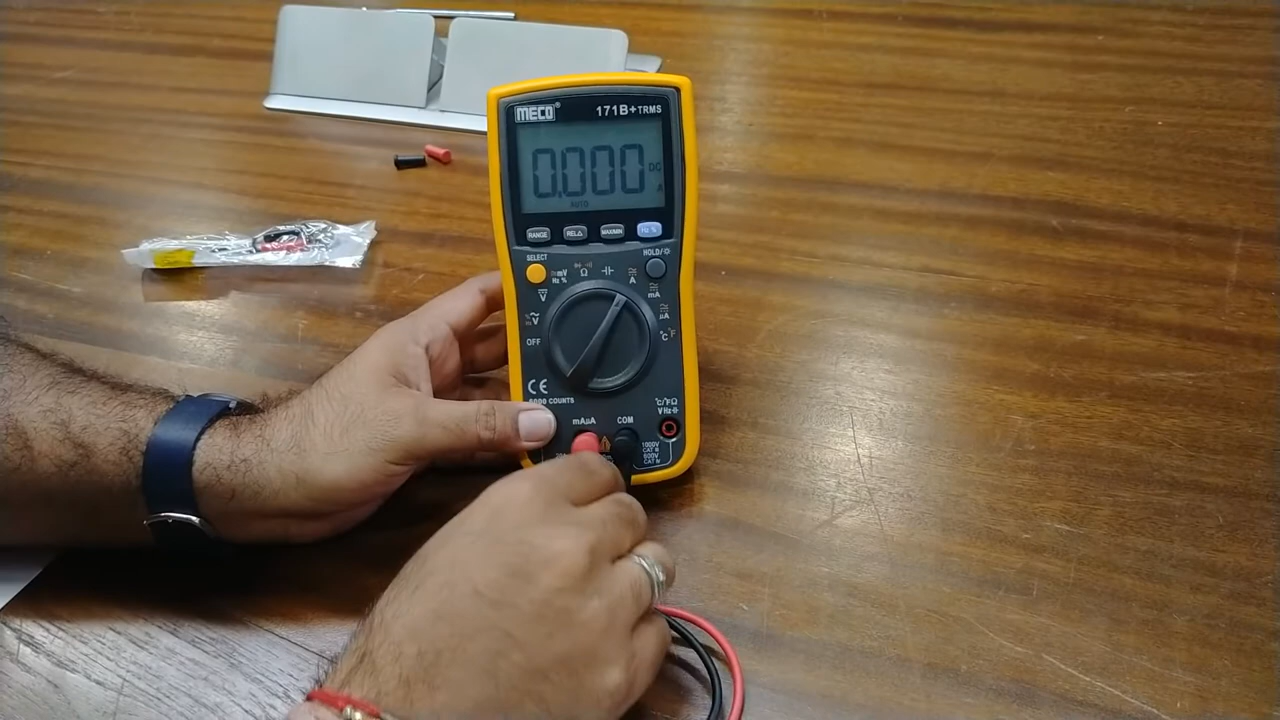 MECO®
171B+TRMS
0.000
DC
A
AUTO
RANGE
REL△
MAX/MIN
Hz %
SELECT
HOLD/
mV
Hz %
Ω
A
mA
V
µA
V
°C °F
OFF
CE
6000 COUNTS
mAµA
COM
°C/°FΩ
V Hz
1000V
CAT III
600V
CAT IV